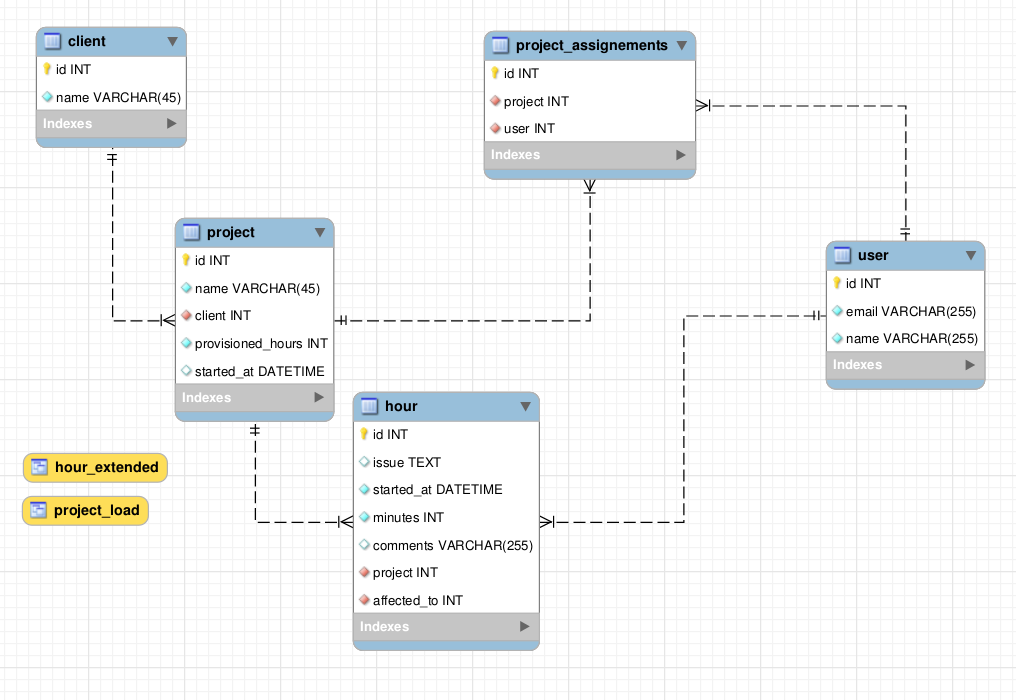 client
id INT
name VARCHAR(45)
Indexes
project_assignements
id INT
project INT
user INT
Indexes
project
id INT
name VARCHAR(45)
client INT
provisioned_hours INT
started_at DATETIME
Indexes
user
id INT
email VARCHAR(255)
name VARCHAR(255)
Indexes
hour
id INT
issue TEXT
started_at DATETIME
minutes INT
comments VARCHAR(255)
project INT
affected_to INT
Indexes
hour_extended
project_load